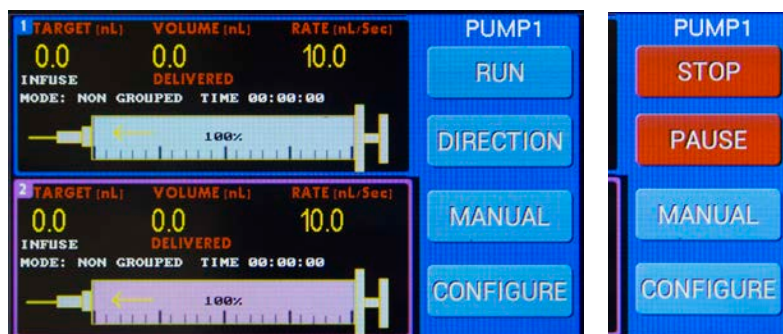 1 TARGET [nL] VOLUME [nL] RATE [nL/Sec]
0.0 0.0 10.0
INFUSE DELIVERED
MODE: NON GROUPED TIME 00:00:00
100%
2 TARGET [nL] VOLUME [nL] RATE [nL/Sec]
0.0 0.0 10.0
INFUSE DELIVERED
MODE: NON GROUPED TIME 00:00:00
100%
PUMP1
RUN
DIRECTION
MANUAL
CONFIGURE
PUMP1
STOP
PAUSE
MANUAL
CONFIGURE